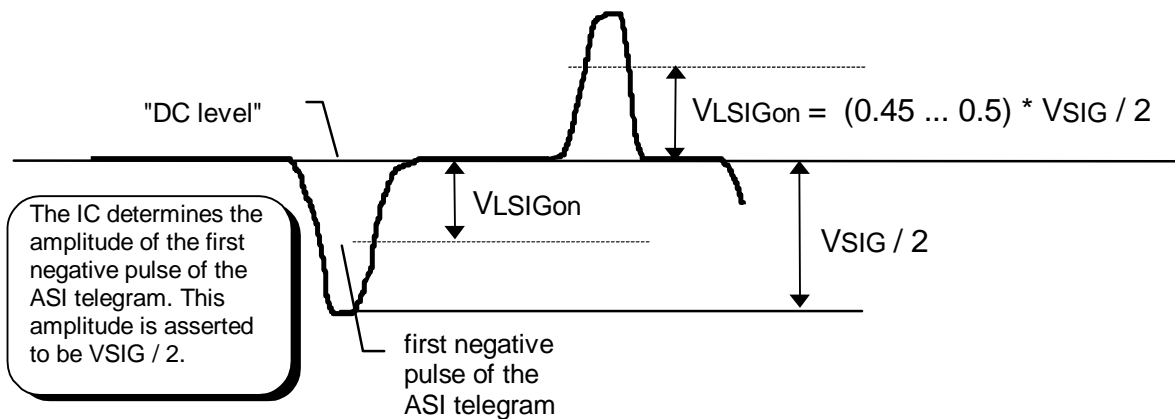 "DC level"
VLSIGon = (0.45 ... 0.5) * VSIG / 2
VLSIGon
VSIG / 2
The IC determines the
amplitude of the first
negative pulse of the
ASI telegram. This
amplitude is asserted
to be VSIG / 2.
first negative
pulse of the
ASI telegram